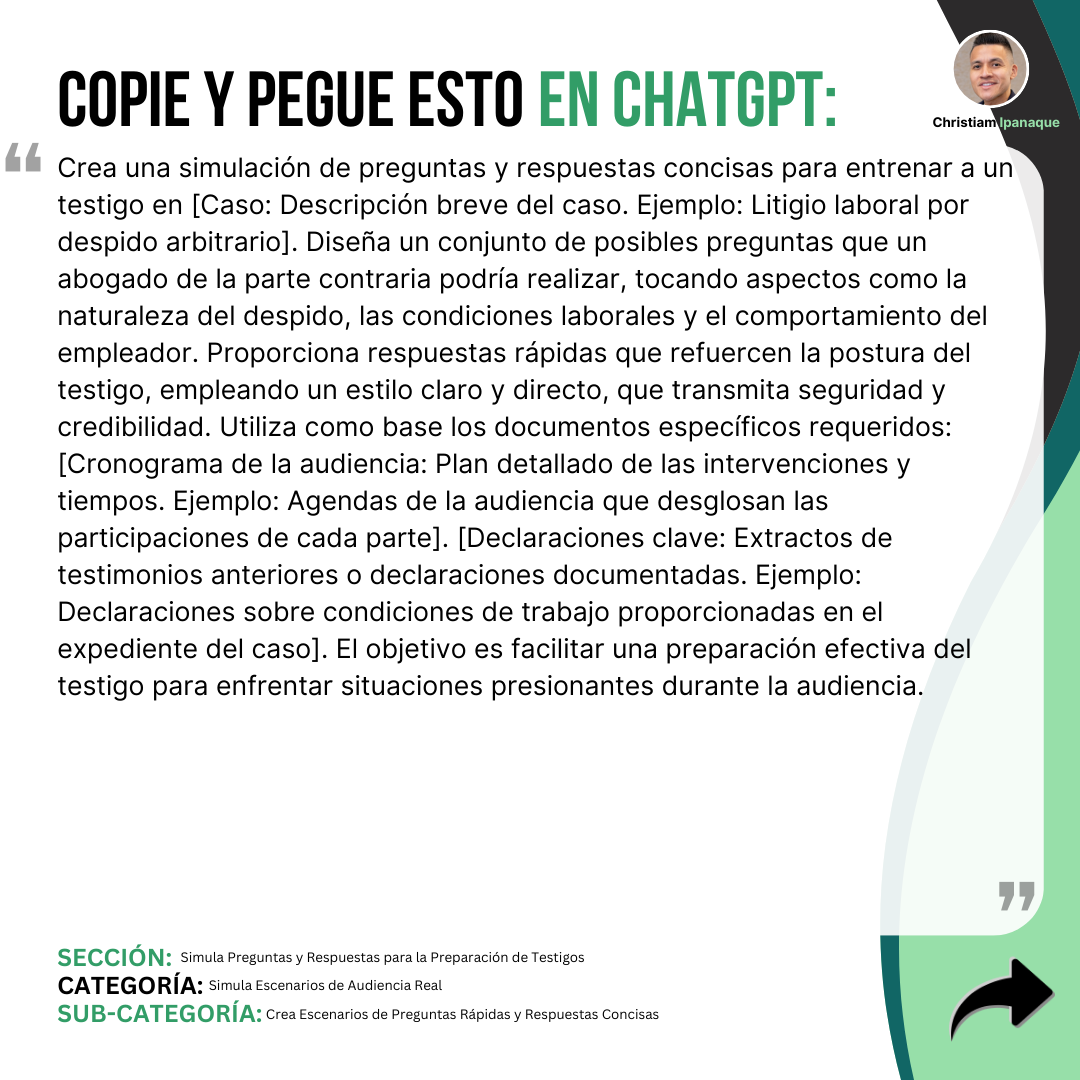 COPIE Y PEGUE ESTO EN CHATGPT:
Christiam Ipanaque
“
Crea una simulación de preguntas y respuestas concisas para entrenar a un
testigo en [Caso: Descripción breve del caso. Ejemplo: Litigio laboral por
despido arbitrario]. Diseña un conjunto de posibles preguntas que un
abogado de la parte contraria podría realizar, tocando aspectos como la
naturaleza del despido, las condiciones laborales y el comportamiento del
empleador. Proporciona respuestas rápidas que refuercen la postura del
testigo, empleando un estilo claro y directo, que transmita seguridad y
credibilidad. Utiliza como base los documentos específicos requeridos:
[Cronograma de la audiencia: Plan detallado de las intervenciones y
tiempos. Ejemplo: Agendas de la audiencia que desglosan las
participaciones de cada parte]. [Declaraciones clave: Extractos de
testimonios anteriores o declaraciones documentadas. Ejemplo:
Declaraciones sobre condiciones de trabajo proporcionadas en el
expediente del caso]. El objetivo es facilitar una preparación efectiva del
testigo para enfrentar situaciones presionantes durante la audiencia.
”
SECCIÓN: Simula Preguntas y Respuestas para la Preparación de Testigos
CATEGORÍA: Simula Escenarios de Audiencia Real
SUB-CATEGORÍA: Crea Escenarios de Preguntas Rápidas y Respuestas Concisas